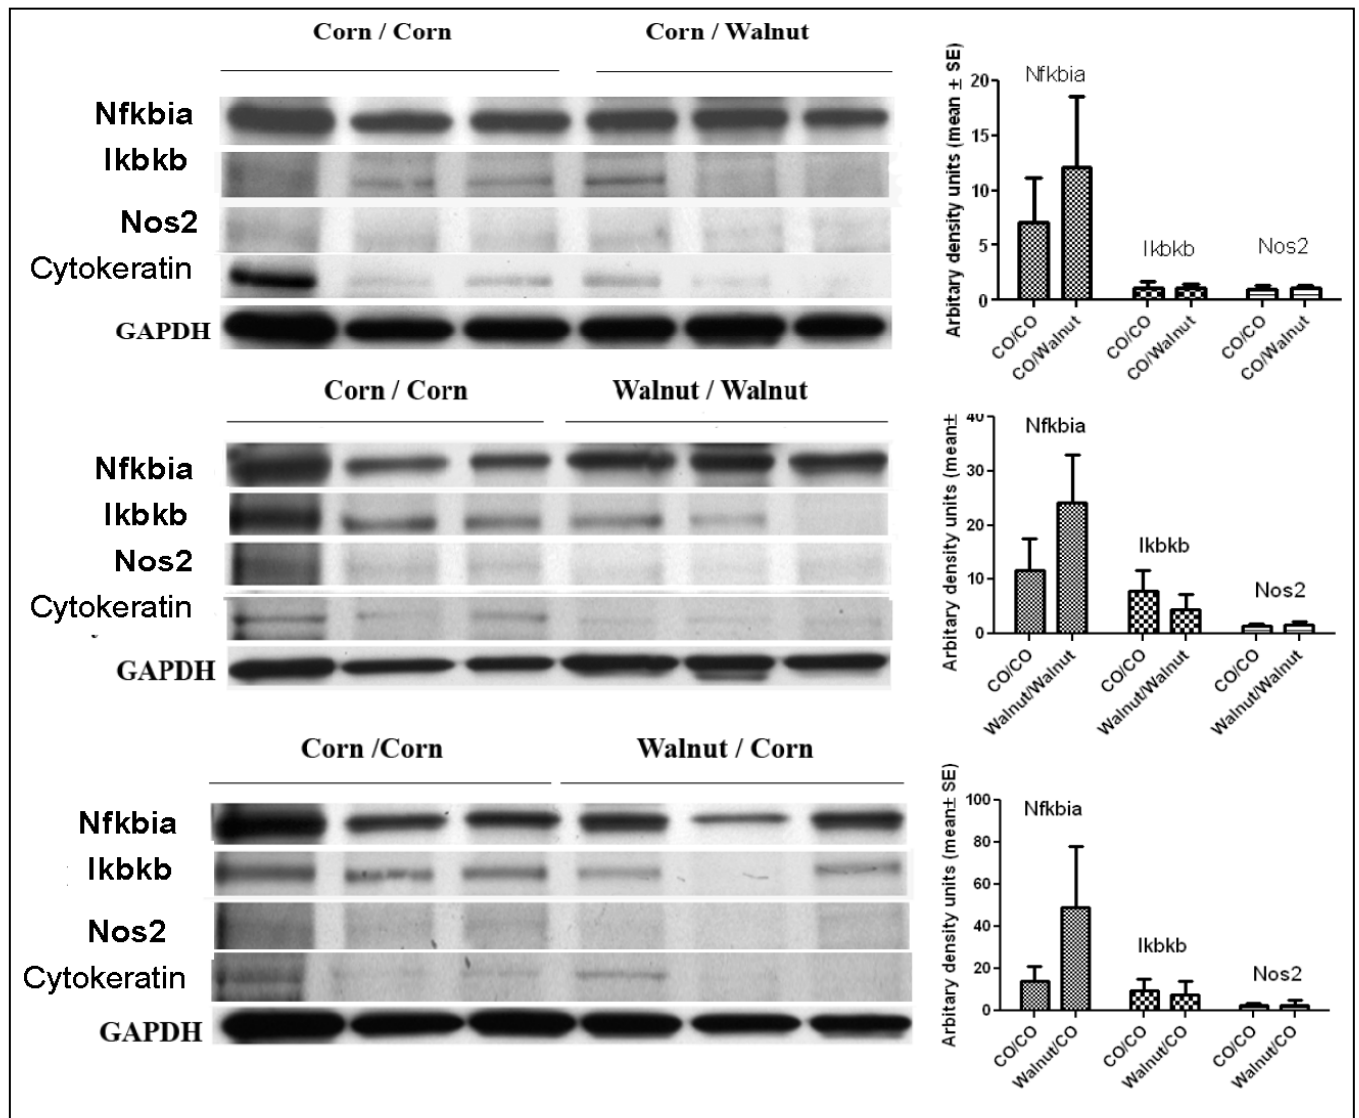 Corn / Corn
Corn / Walnut
Nfkbia
Ikbkb
Nos2
Cytokeratin
GAPDH
Arbitary density units (mean ± SE)
20
15
10
5
0
Nfkbia
Ikbkb
Nos2
CO/CO
CO/Walnut
CO/CO
CO/Walnut
CO/CO
CO/Walnut
Corn / Corn
Walnut / Walnut
Nfkbia
Ikbkb
Nos2
Cytokeratin
GAPDH
Arbitary density units (mean±
40
30
20
10
0
Nfkbia
Ikbkb
Nos2
CO/CO
Walnut/Walnut
CO/CO
Walnut/Walnut
CO/CO
Walnut/Walnut
Corn /Corn
Walnut / Corn
Nfkbia
Ikbkb
Nos2
Cytokeratin
GAPDH
Arbitary density units (mean± SE)
100
80
60
40
20
0
Nfkbia
Ikbkb
Nos2
CO/CO
Walnut/CO
CO/CO
Walnut/CO
CO/CO
Walnut/CO